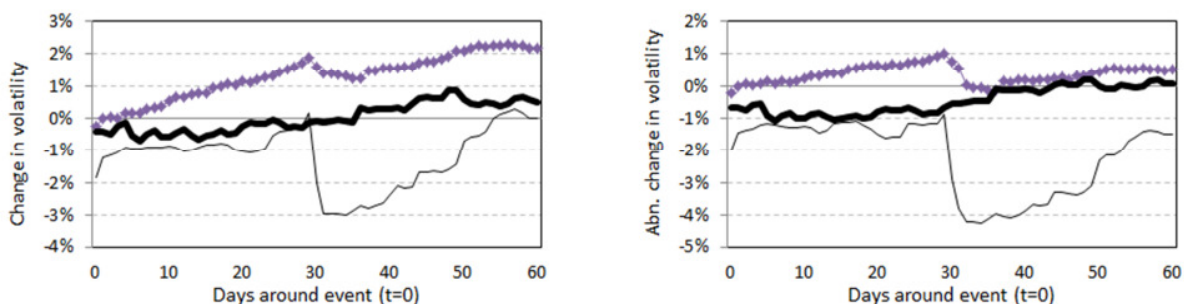 Change in volatility
3%
2%
1%
0%
-1%
-2%
-3%
-4%
0 10 20 30 40 50 60
Days around event (t=0)
Abn. change in volatility
2%
1%
0%
-1%
-2%
-3%
-4%
-5%
0 10 20 30 40 50 60
Days around event (t=0)